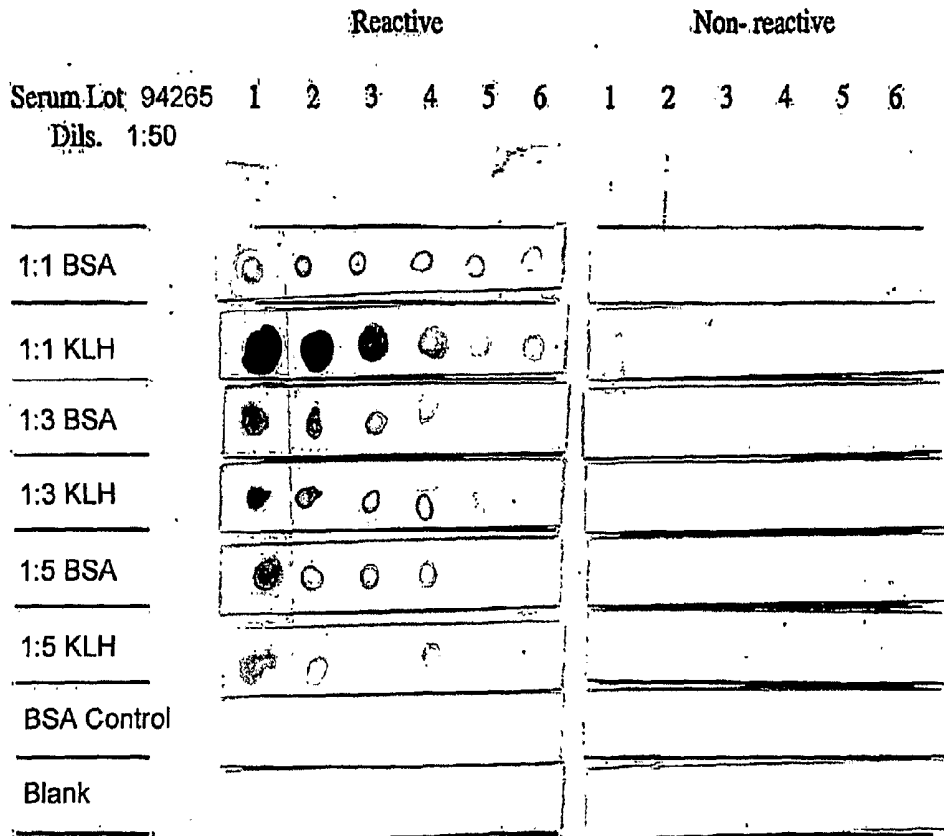 Reactive Non-reactive
Serum Lot 94265 1 2 3 4 5 6 1 2 3 4 5 6
Dils. 1:50
1:1 BSA
1:1 KLH
1:3 BSA
1:3 KLH
1:5 BSA
1:5 KLH
BSA Control
Blank